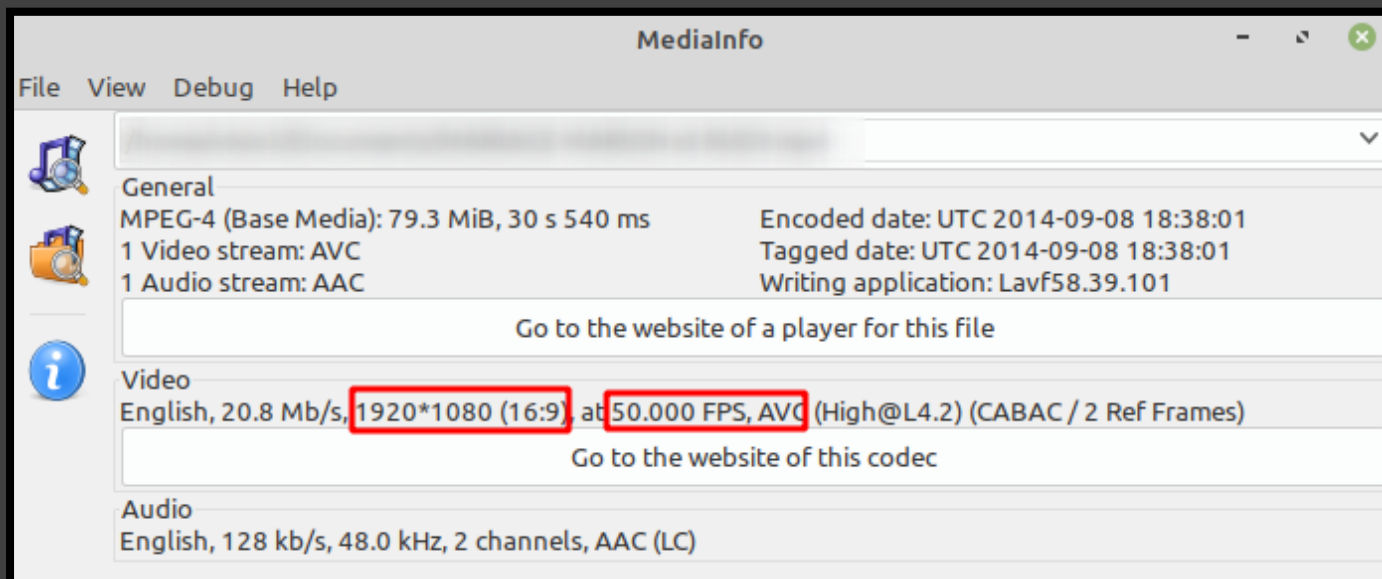 MediaInfo
File View Debug Help
General
MPEG-4 (Base Media): 79.3 MiB, 30 s 540 ms
Encoded date: UTC 2014-09-08 18:38:01
1 Video stream: AVC
Tagged date: UTC 2014-09-08 18:38:01
1 Audio stream: AAC
Writing application: Lavf58.39.101
Go to the website of a player for this file
Video
English, 20.8 Mb/s, 1920*1080 (16:9), at 50.000 FPS, AVC (High@L4.2) (CABAC / 2 Ref Frames)
Go to the website of this codec
Audio
English, 128 kb/s, 48.0 kHz, 2 channels, AAC (LC)